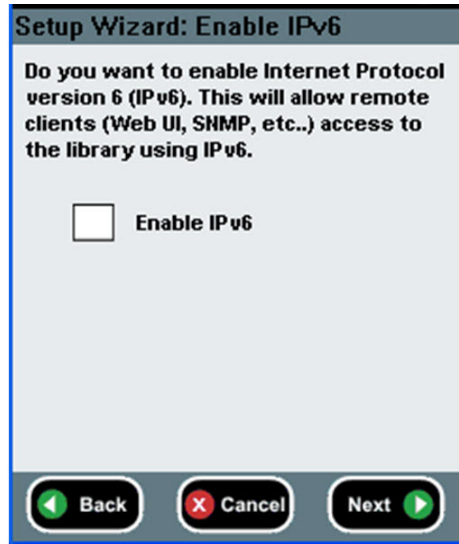 Setup Wizard: Enable IPv6
Do you want to enable Internet Protocol
version 6 (IPv6). This will allow remote
clients (Web UI, SNMP, etc..) access to
the library using IPv6.
Enable IPv6
Back
Cancel
Next